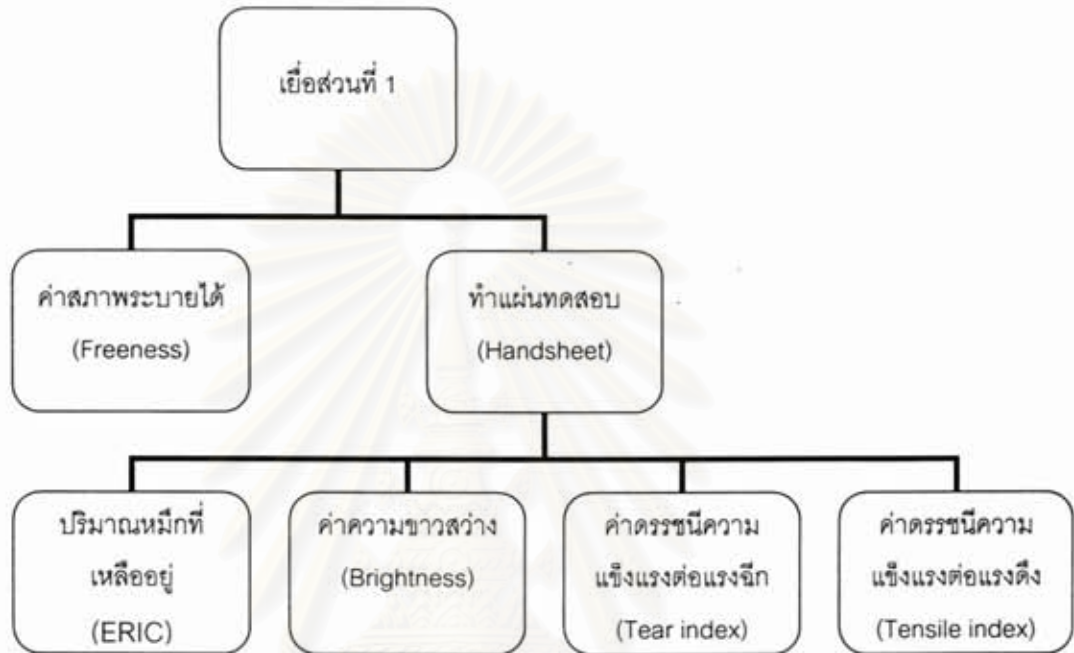 เยื่อส่วนที่ 1
ค่าสภาพระบายได้
(Freeness)
ทำแผ่นทดสอบ
(Handsheet)
ปริมาณหมึกที่
เหลืออยู่
(ERIC)
ค่าความขาวสว่าง
(Brightness)
ค่าดรรชนีความ
แข็งแรงต่อแรงฉีก
(Tear index)
ค่าดรรชนีความ
แข็งแรงต่อแรงดึง
(Tensile index)